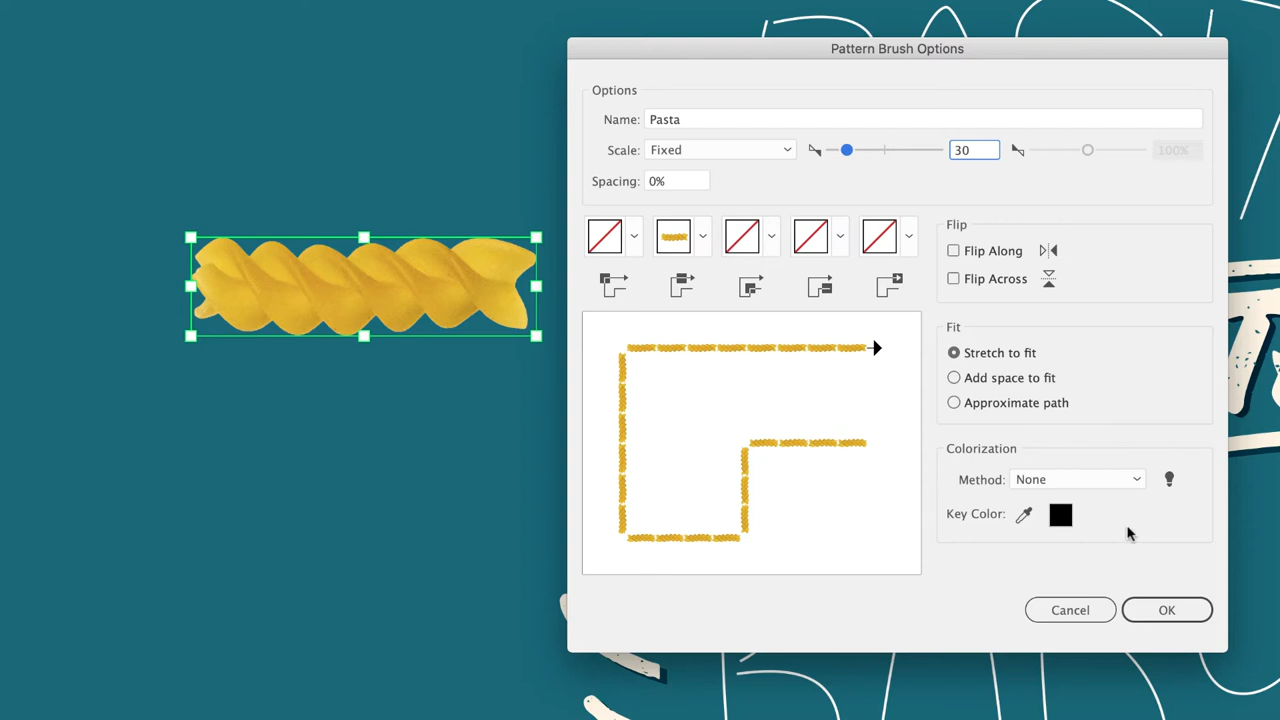 Pattern Brush Options
Options
Name: Pasta
Scale: Fixed 30 100%
Spacing: 0%
Flip
Flip Along
Flip Across
Fit
Stretch to fit
Add space to fit
Approximate path
Colorization
Method: None
Key Color:
Cancel OK